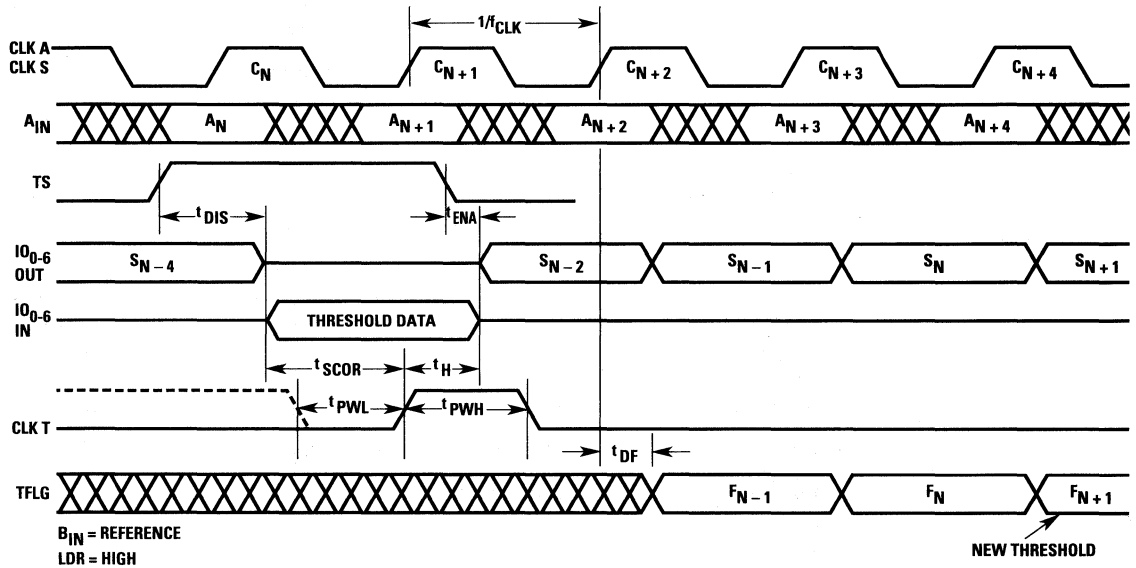 1/fCLK
CLK A
CLK S
CN
CN + 1
CN + 2
CN + 3
CN + 4
AIN
AN
AN + 1
AN + 2
AN + 3
AN + 4
TS
tDIS
tENA
IO0-6
OUT
SN - 4
SN - 2
SN - 1
SN
SN + 1
IO0-6
IN
THRESHOLD DATA
tSCOR
tH
CLK T
tPWL
tPWH
tDF
TFLG
FN - 1
FN
FN + 1
BIN = REFERENCE
LDR = HIGH
NEW THRESHOLD